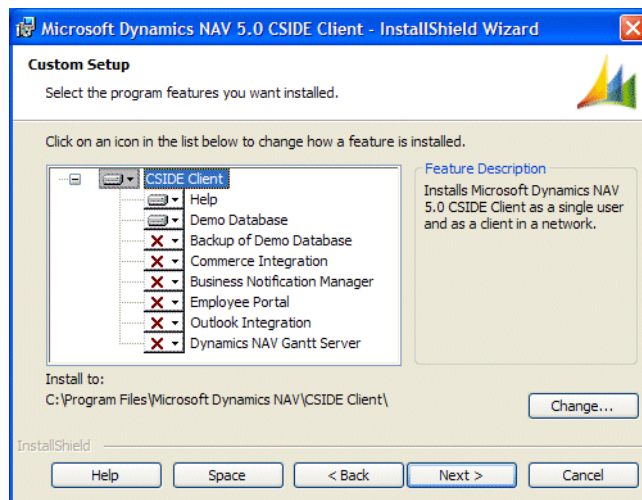 Microsoft Dynamics NAV 5.0 CSIDE Client - InstallShield Wizard
Custom Setup
Select the program features you want installed.
Click on an icon in the list below to change how a feature is installed.
CSIDE Client
Help
Demo Database
Backup of Demo Database
Commerce Integration
Business Notification Manager
Employee Portal
Outlook Integration
Dynamics NAV Gantt Server
Feature Description
Installs Microsoft Dynamics NAV
5.0 CSIDE Client as a single user
and as a client in a network.
Install to:
C:\Program Files\Microsoft Dynamics NAV\CSIDE Client\
Change...
InstallShield
Help
Space
< Back
Next >
Cancel